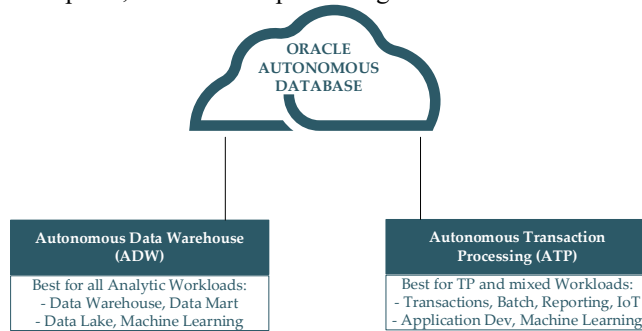 ORACLE
AUTONOMOUS
DATABASE
Autonomous Data Warehouse
(ADW)
Best for all Analytic Workloads:
- Data Warehouse, Data Mart
- Data Lake, Machine Learning
Autonomous Transaction
Processing (ATP)
Best for TP and mixed Workloads:
- Transactions, Batch, Reporting, IoT
- Application Dev, Machine Learning